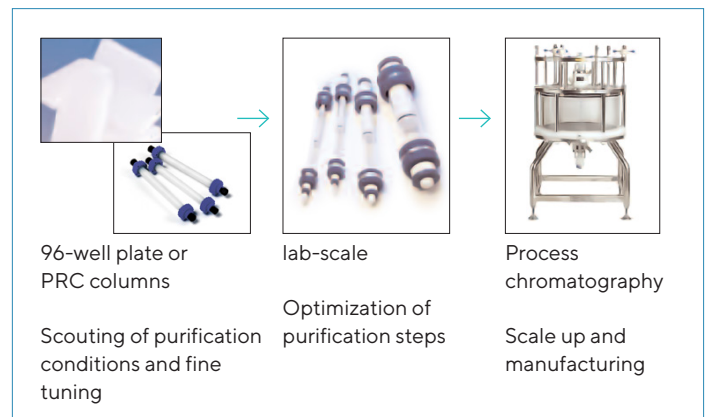 96-well plate or
PRC columns
Scouting of purification
conditions and fine
tuning
lab-scale
Optimization of
purification steps
Process
chromatography
Scale up and
manufacturing